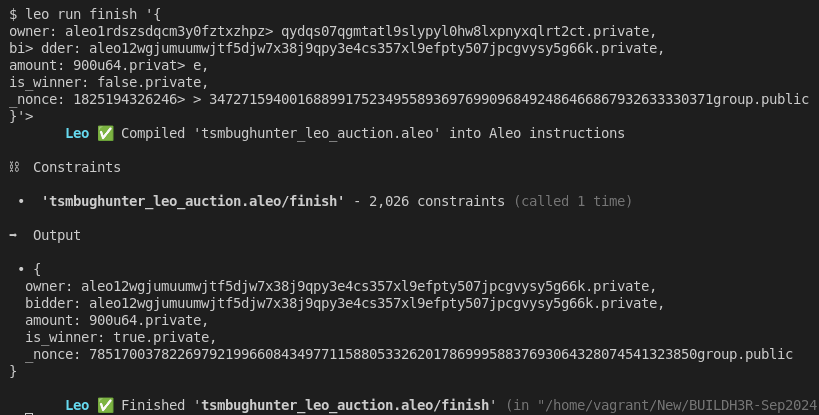 $ leo run finish '{
owner: aleo1rdszsdqcm3y0fztxzhpz> qydqs07qgmtatl9slypyl0hw8lxpnyxqlrt2ct.private,
bi> dder: aleo12wgjumuumwjtf5djw7x38j9qpy3e4cs357xl9efpty507jpcgvysy5g66k.private,
amount: 900u64.privat> e,
is_winner: false.private,
_nonce: 1825194326246> > 3472715940016889917523495589369769909684924864668679326333303 71group.public
}'>
Leo ✅ Compiled 'tsmbughunter_leo_auction.aleo' into Aleo instructions
⛓ Constraints
• 'tsmbughunter_leo_auction.aleo/finish' - 2,026 constraints (called 1 time)
➡ Output
• {
owner: aleo12wgjumuumwjtf5djw7x38j9qpy3e4cs357xl9efpty507jpcgvysy5g66k.private,
bidder: aleo12wgjumuumwjtf5djw7x38j9qpy3e4cs357xl9efpty507jpcgvysy5g66k.private,
amount: 900u64.private,
is_winner: true.private,
_nonce: 7851700378226979219966084349771158805332620178699958837693064328074541323850group.public
}
Leo ✅ Finished 'tsmbughunter_leo_auction.aleo/finish' (in "/home/vagrant/New/BUILDH3R-Sep2024